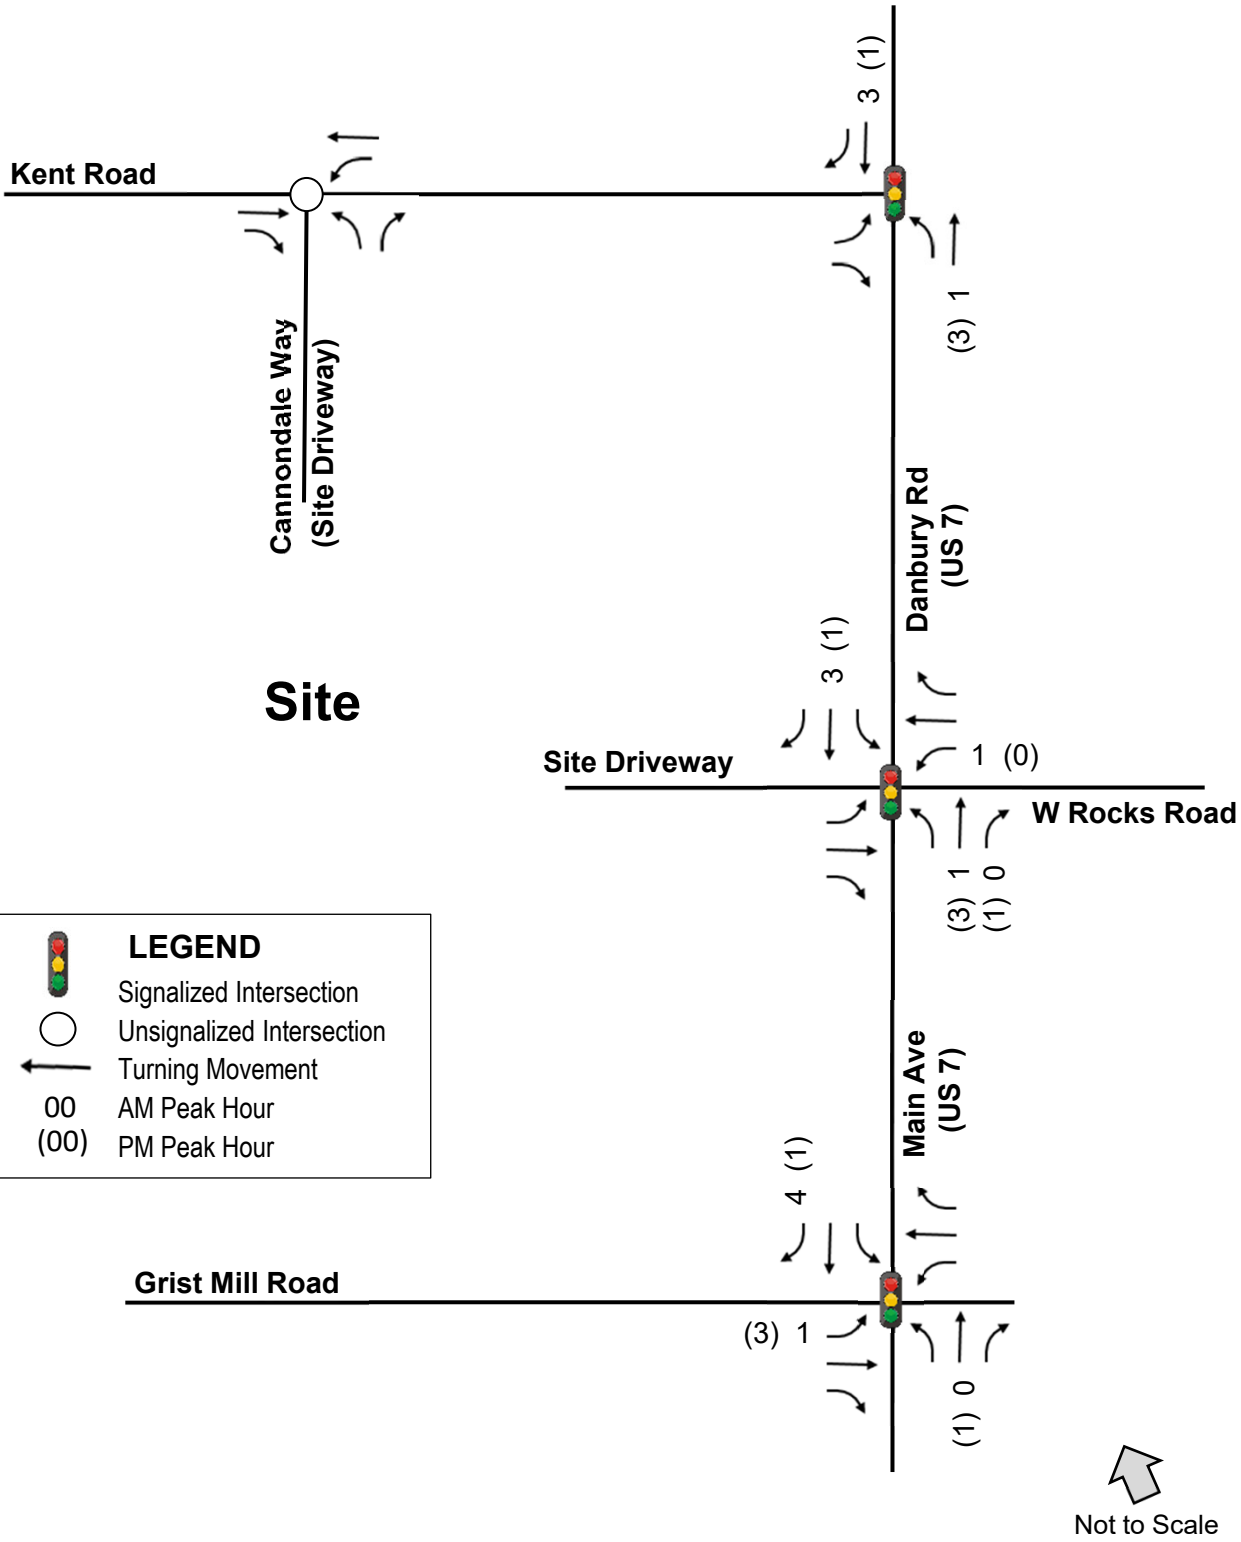 3 (1)
Kent Road
(3) 1
Cannondale Way
(Site Driveway)
Danbury Rd
(US 7)
3 (1)
Site
1 (0)
Site Driveway
W Rocks Road
(3) 1
(1) 0
LEGEND
Signalized Intersection
Unsignalized Intersection
Turning Movement
00 AM Peak Hour
(00) PM Peak Hour
Main Ave
(US 7)
4 (1)
Grist Mill Road
(3) 1
(1) 0
Not to Scale